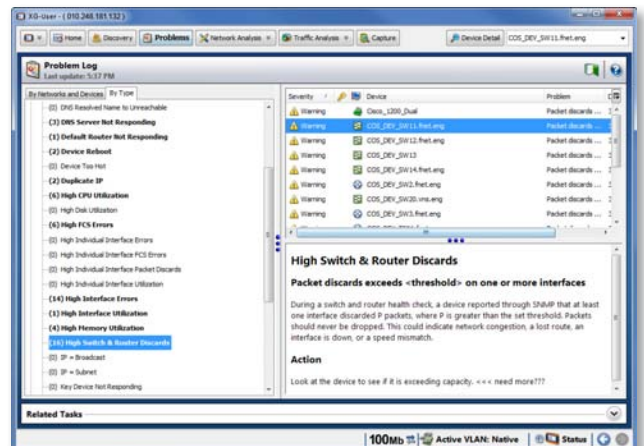 XG-User - ( 010.248.181.132 )
Home
Discovery
Problems
Network Analysis
Traffic Analysis
Capture
Device Detail
COS_DEV_SW11.fnet.eng
Problem Log
Last update: 5:37 PM
By Networks and Devices
By Type
(0) DNS Resolved Name to Unreachable
(3) DNS Server Not Responding
(1) Default Router Not Responding
(2) Device Reboot
(0) Device Too Hot
(2) Duplicate IP
(6) High CPU Utilization
(0) High Disk Utilization
(6) High FCS Errors
(0) High Individual Interface Errors
(0) High Individual Interface FCS Errors
(0) High Individual Interface Packet Discards
(0) High Individual Interface Utilization
(14) High Interface Errors
(1) High Interface Utilization
(4) High Memory Utilization
(16) High Switch & Router Discards
(0) IP = Broadcast
(0) IP = Subnet
(0) Key Device Not Responding
Severity Device Problem
Warning Cisco_1200_Dual Packet discards ...
Warning COS_DEV_SW11.fnet.eng Packet discards ...
Warning COS_DEV_SW12.fnet.eng Packet discards ...
Warning COS_DEV_SW13 Packet discards ...
Warning COS_DEV_SW14.fnet.eng Packet discards ...
Warning COS_DEV_SW2.fnet.eng Packet discards ...
Warning COS_DEV_SW20.vns.eng Packet discards ...
Warning COS_DEV_SW3.fnet.eng Packet discards ...
High Switch & Router Discards
Packet discards exceeds <threshold> on one or more interfaces
During a switch and router health check, a device reported through SNMP that at least
one interface discarded P packets, where P is greater than the set threshold. Packets
should never be dropped. This could indicate network congestion, a lost route, an
interface is down, or a speed mismatch.
Action
Look at the device to see if it is exceeding capacity. <<< need more???
Related Tasks
100Mb
Active VLAN: Native
Status